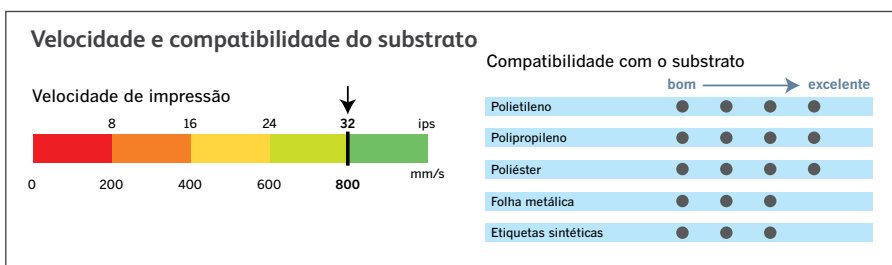 Velocidade e compatibilidade do substrato
Velocidade de impressão
8 16 24 32 ips
mm/s
0 200 400 600 800
Compatibilidade com o substrato
bom excelente
Polietileno
Polipropileno
Poliéster
Folha metálica
Etiquetas sintéticas